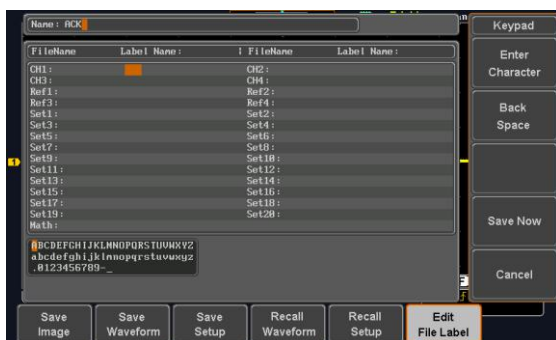 Name: ACK
FileName Label Name: | FileName Label Name:
CH1: CH2:
CH3: CH4:
Ref1: Ref2:
Ref3: Ref4:
Set1: Set2:
Set3: Set4:
Set5: Set6:
Set7: Set8:
Set9: Set10:
Set11: Set12:
Set13: Set14:
Set15: Set16:
Set17: Set18:
Set19: Set20:
Math:
ABCDEFGHIJKLMNOPQRSTUVWXYZ
abcdefghijklmnopqrstuvwxyz
.0123456789-_
1
Keypad
Enter
Character
Back
Space
Save Now
Cancel
Save
Image
Save
Waveform
Save
Setup
Recall
Waveform
Recall
Setup
Edit
File Label